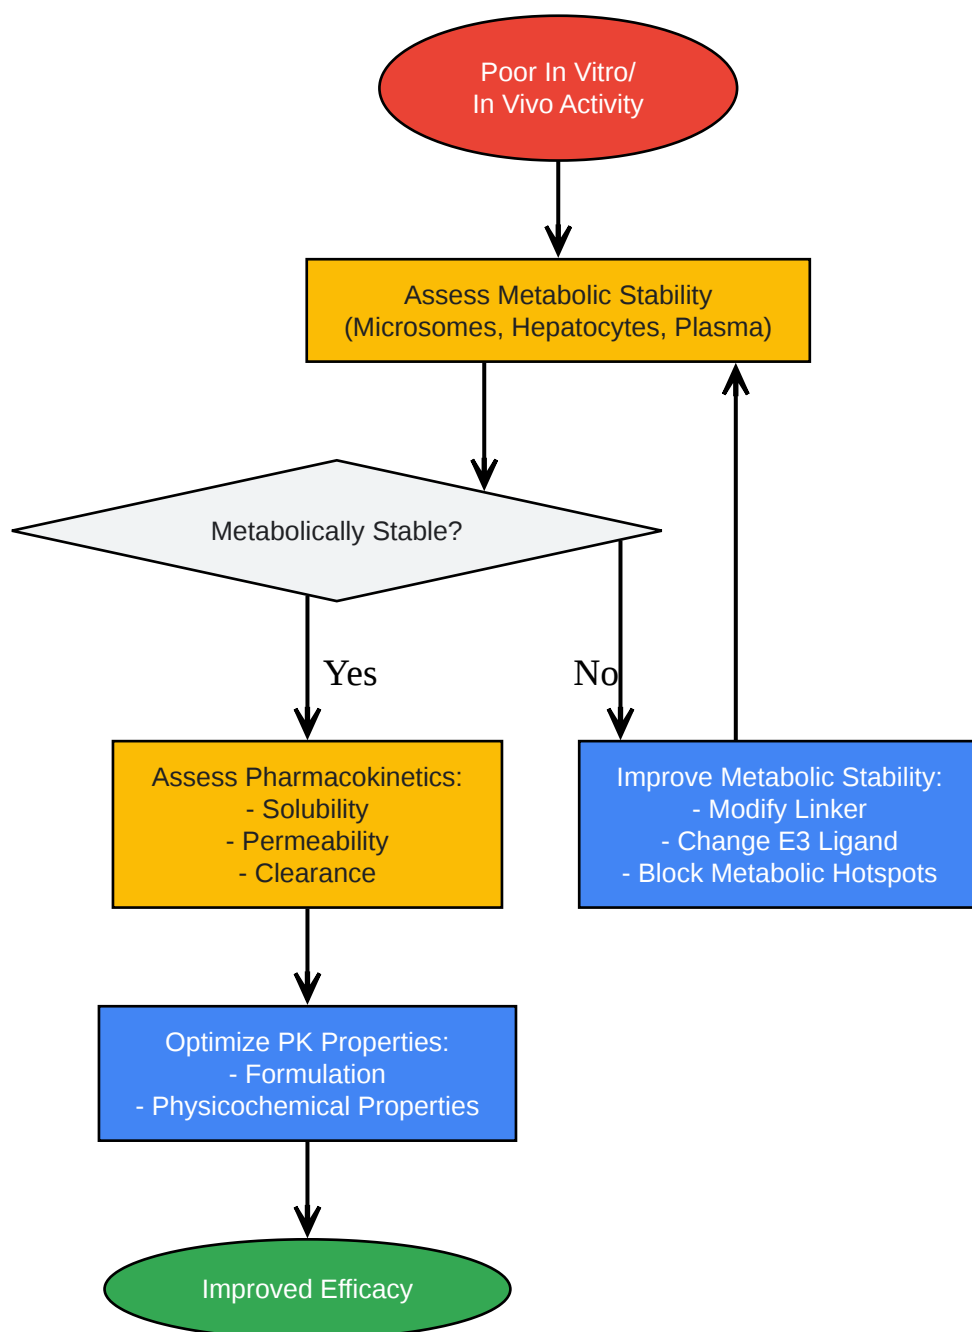 Poor In Vitro/
In Vivo Activity
Assess Metabolic Stability
(Microsomes, Hepatocytes, Plasma)
Metabolically Stable?
Yes
No
Assess Pharmacokinetics:
- Solubility
- Permeability
- Clearance
Improve Metabolic Stability:
- Modify Linker
- Change E3 Ligand
- Block Metabolic Hotspots
Optimize PK Properties:
- Formulation
- Physicochemical Properties
Improved Efficacy